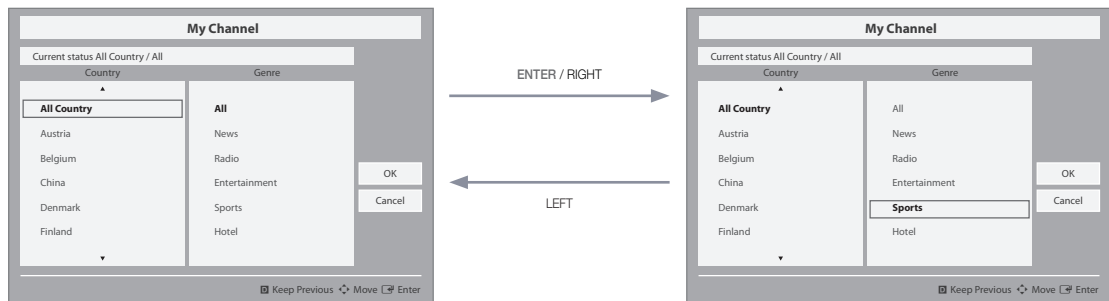 My Channel
Current status All Country / All
Country Genre
All Country All
Austria News
Belgium Radio
China Entertainment
Denmark Sports
Finland Hotel
OK
Cancel
D Keep Previous Move Enter
ENTER / RIGHT
LEFT
My Channel
Current status All Country / All
Country Genre
All Country All
Austria News
Belgium Radio
China Entertainment
Denmark Sports
Finland Hotel
OK
Cancel
D Keep Previous Move Enter